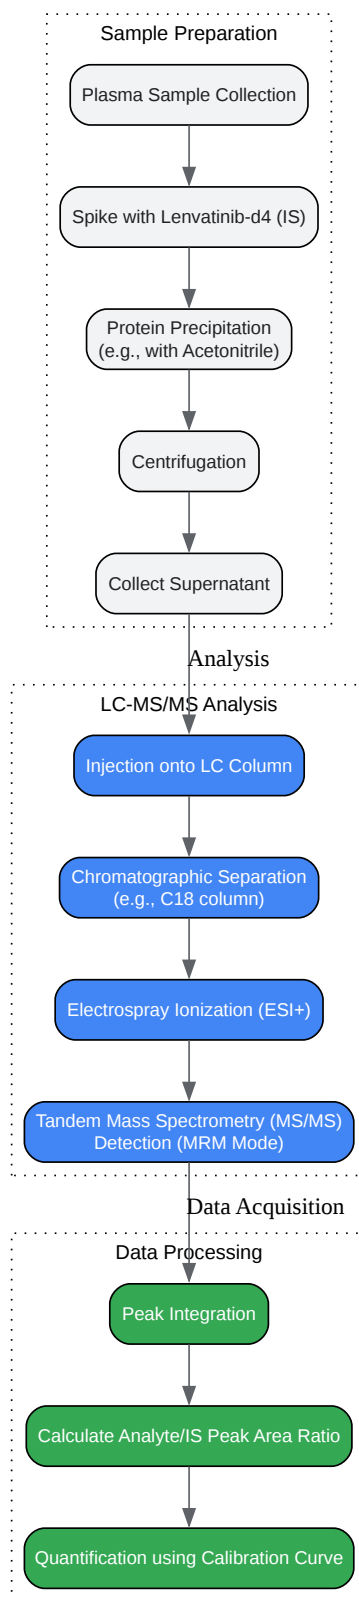 Sample Preparation
Plasma Sample Collection
Spike with Lenvatinib-d4 (IS)
Protein Precipitation
(e.g., with Acetonitrile)
Centrifugation
Collect Supernatant
Analysis
LC-MS/MS Analysis
Injection onto LC Column
Chromatographic Separation
(e.g., C18 column)
Electrospray Ionization (ESI+)
Tandem Mass Spectrometry (MS/MS)
Detection (MRM Mode)
Data Acquisition
Data Processing
Peak Integration
Calculate Analyte/IS Peak Area Ratio
Quantification using Calibration Curve